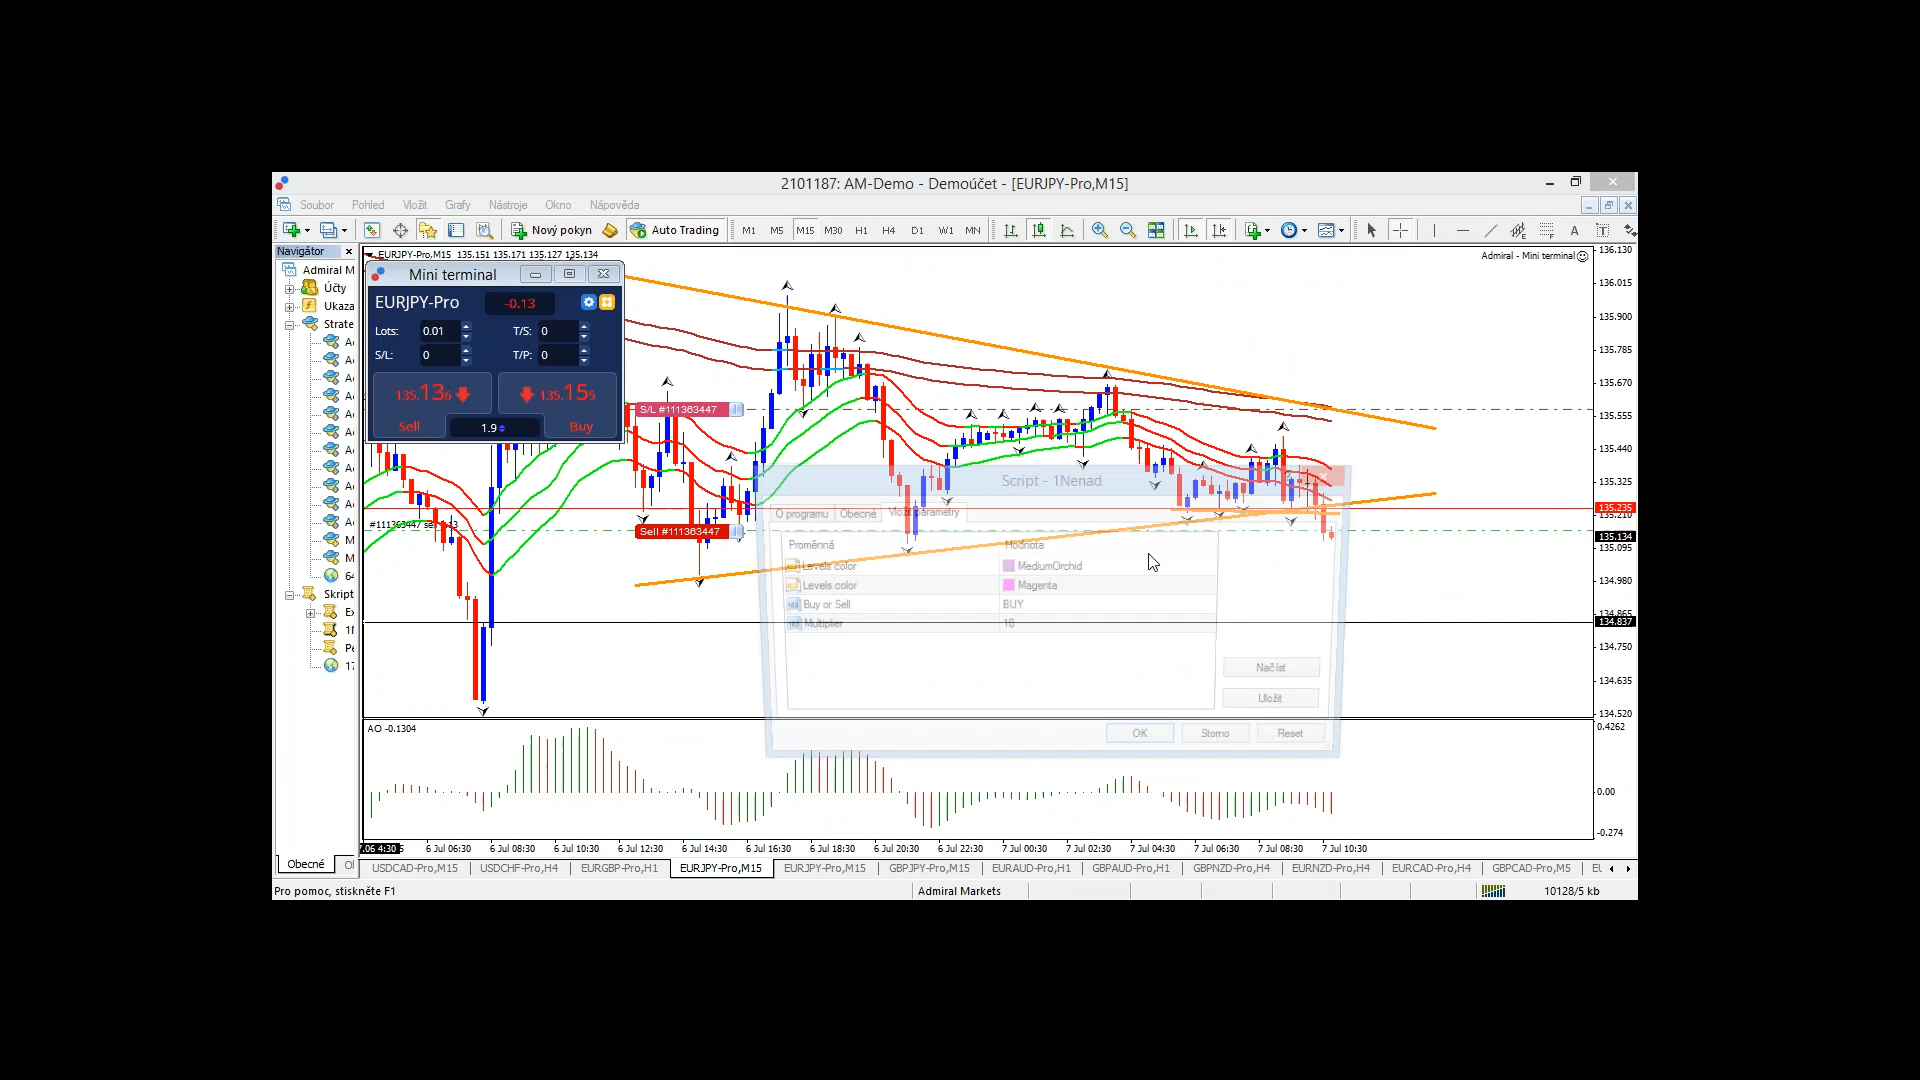 2101187: AM-Demo - Demoúčet - [EURJPY-Pro,M15]
Soubor Pohled Vložit Grafy Nástroje Okno Nápověda
Nový pokyn Auto Trading M1 M5 M15 M30 H1 H4 D1 W1 MN
Navigátor
Admiral M
Účty
Ukaza
Strate
Skript
Obecné
EURJPY-Pro,M15 135.151 135.171 135.127 135.134
Admiral - Mini terminal
Mini terminal
EURJPY-Pro -0.13
Lots: 0.01 T/S: 0
S/L: 0 T/P: 0
135.136 135.155
Sell 1.9 Buy
S/L #111363447
Sell #111363447
Script - 1Nenad
O programu Obecné Vložit parametry
Proměnná Hodnota
Levels color MediumOrchid
Levels color Magenta
Buy or Sell BUY
Multiplier 10
Načíst
Uložit
OK Storno Reset
136.130
136.015
135.900
135.785
135.670
135.555
135.440
135.325
135.235
135.210
135.134
135.095
134.980
134.865
134.837
134.750
134.635
134.520
AO -0.1304
0.4262
0.00
-0.274
6 Jul 06:30 6 Jul 08:30 6 Jul 10:30 6 Jul 12:30 6 Jul 14:30 6 Jul 16:30 6 Jul 18:30 6 Jul 20:30 6 Jul 22:30 7 Jul 00:30 7 Jul 02:30 7 Jul 04:30 7 Jul 06:30 7 Jul 08:30 7 Jul 10:30
USDCAD-Pro,M15 USDCHF-Pro,H4 EURGBP-Pro,H1 EURJPY-Pro,M15 EURJPY-Pro,M15 GBPJPY-Pro,M15 EURAUD-Pro,H1 GBPAUD-Pro,H1 GBPNZD-Pro,H4 EURNZD-Pro,H4 EURCAD-Pro,H4 GBPCAD-Pro,M5
Pro pomoc, stiskněte F1 Admiral Markets 10128/5 kb